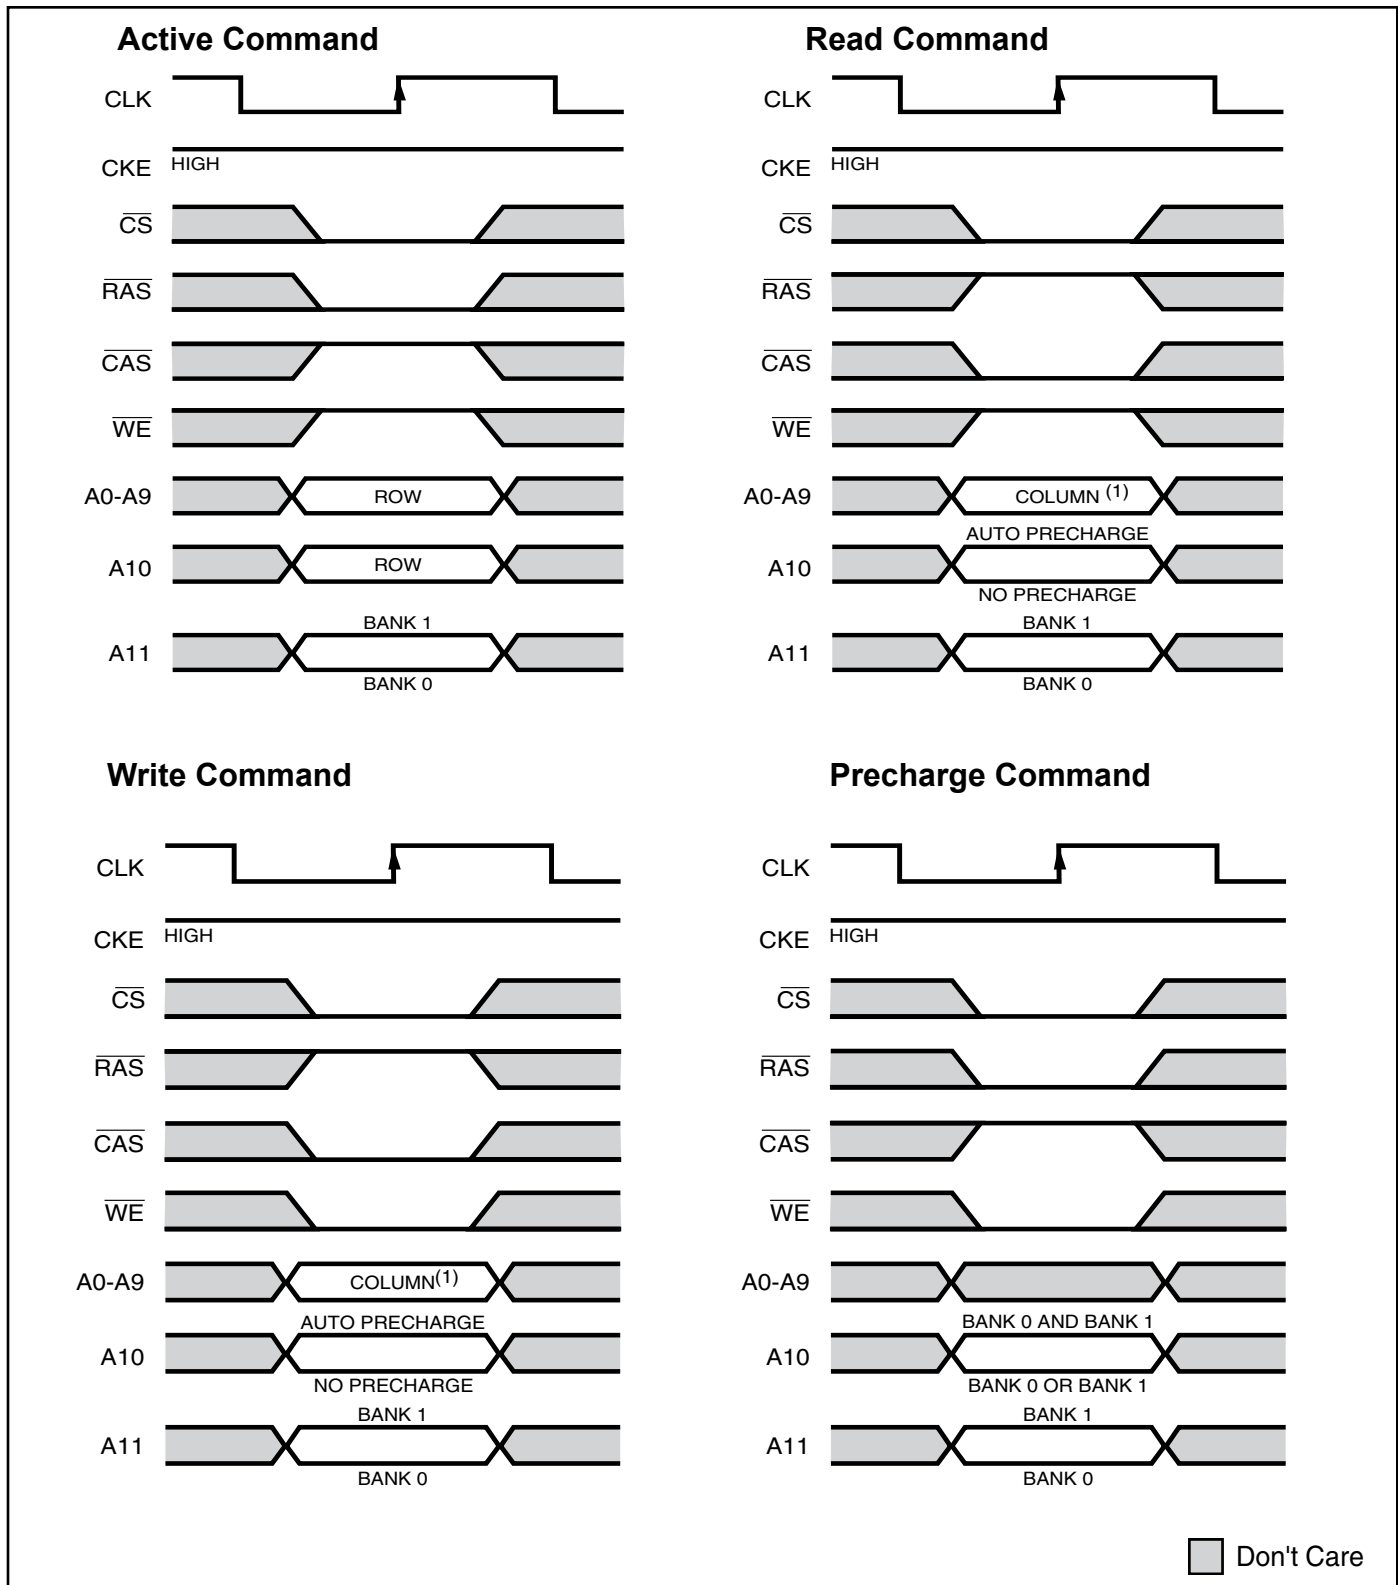 Active Command
CLK
CKE HIGH
CS
RAS
CAS
WE
A0-A9 ROW
A10 ROW
BANK 1
A11
BANK 0
Read Command
CLK
CKE HIGH
CS
RAS
CAS
WE
A0-A9 COLUMN (1)
AUTO PRECHARGE
A10
NO PRECHARGE
BANK 1
A11
BANK 0
Write Command
CLK
CKE HIGH
CS
RAS
CAS
WE
A0-A9 COLUMN(1)
AUTO PRECHARGE
A10
NO PRECHARGE
BANK 1
A11
BANK 0
Precharge Command
CLK
CKE HIGH
CS
RAS
CAS
WE
A0-A9
BANK 0 AND BANK 1
A10
BANK 0 OR BANK 1
BANK 1
A11
BANK 0
Don't Care